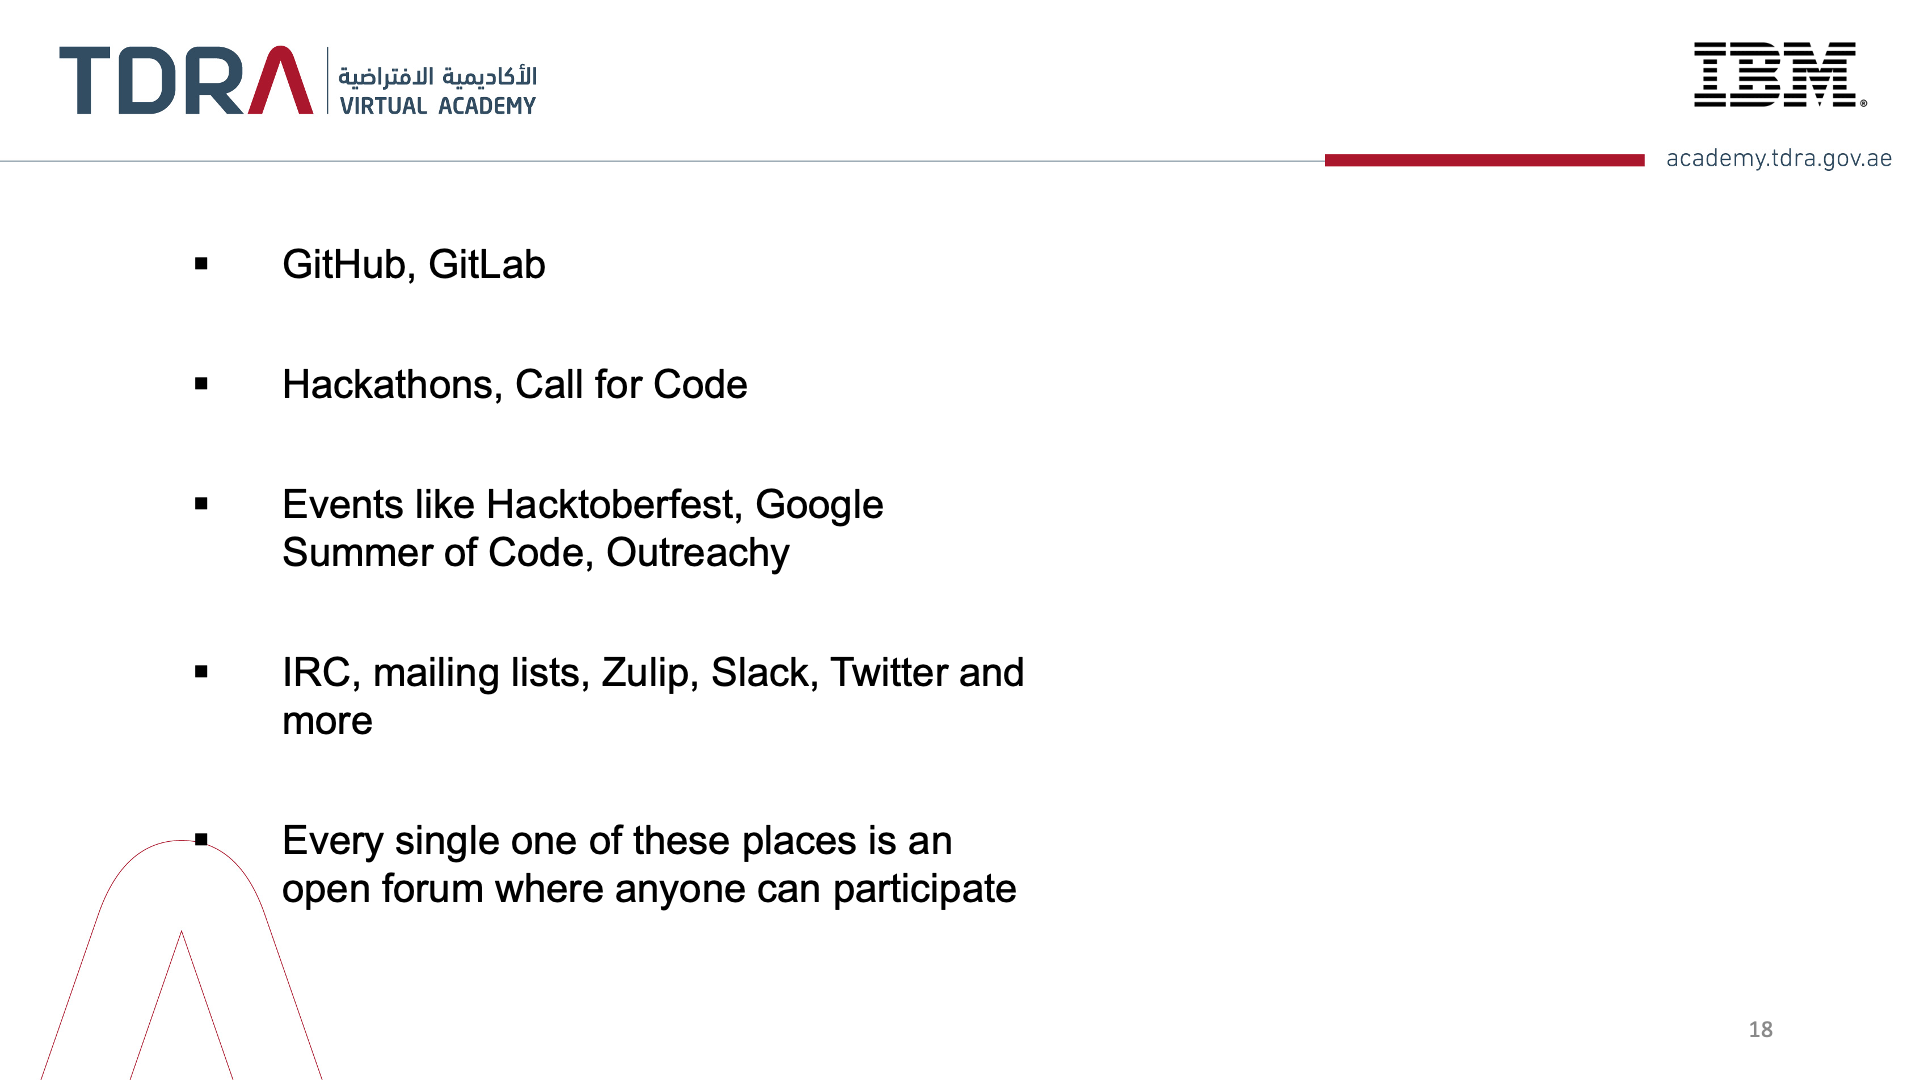 TDRA
الأكاديمية الافتراضية
VIRTUAL ACADEMY
IBM®
academy.tdra.gov.ae
▪ GitHub, GitLab
▪ Hackathons, Call for Code
▪ Events like Hacktoberfest, Google
Summer of Code, Outreachy
▪ IRC, mailing lists, Zulip, Slack, Twitter and
more
▪ Every single one of these places is an
open forum where anyone can participate
18